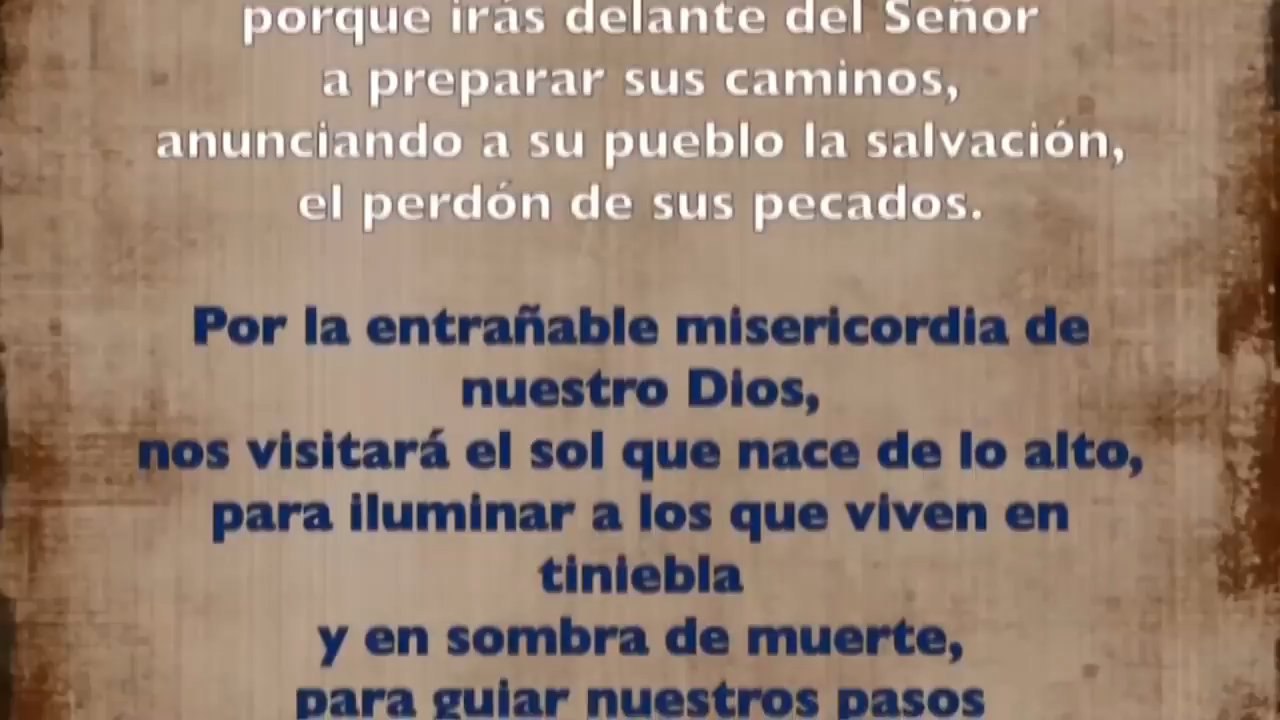 porque irás delante del Señor
a preparar sus caminos,
anunciando a su pueblo la salvación,
el perdón de sus pecados.
Por la entrañable misericordia de
nuestro Dios,
nos visitará el sol que nace de lo alto,
para iluminar a los que viven en
tiniebla
y en sombra de muerte,
para guiar nuestros pasos